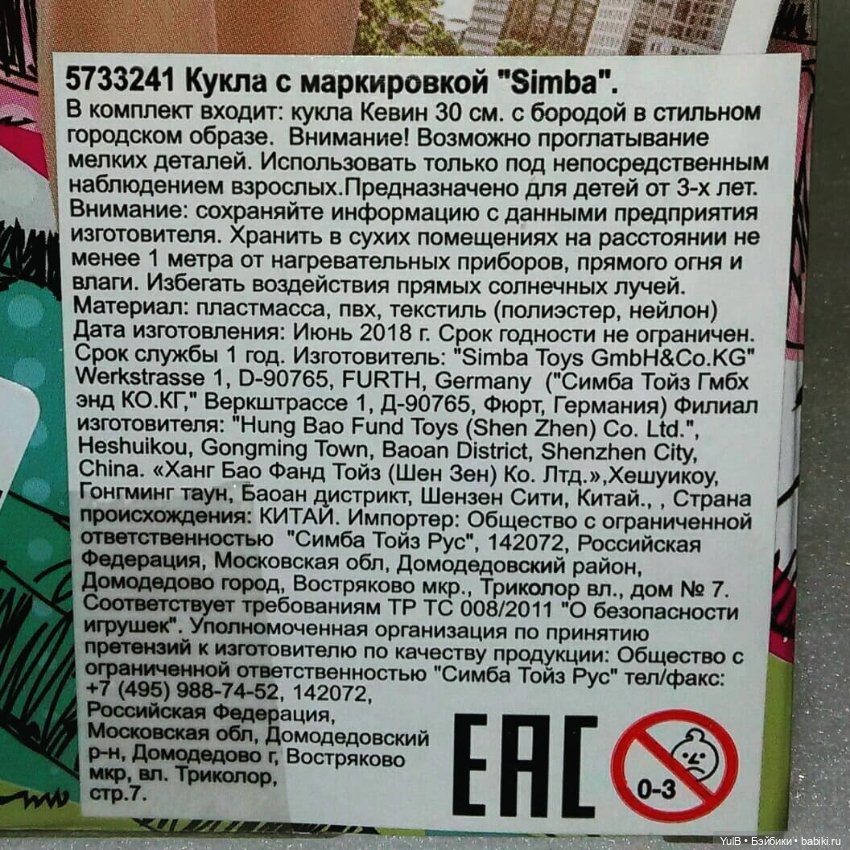 5733241 Кукла с маркировкой "Simba".
В комплект входит: кукла Кевин 30 см. с бородой в стильном
городском образе. Внимание! Возможно проглатывание
мелких деталей. Использовать только под непосредственным
наблюдением взрослых.Предназначено для детей от 3-х лет.
Внимание: сохраняйте информацию с данными предприятия
изготовителя. Хранить в сухих помещениях на расстоянии не
менее 1 метра от нагревательных приборов, прямого огня и
влаги. Избегать воздействия прямых солнечных лучей.
Материал: пластмасса, пвх, текстиль (полиэстер, нейлон)
Дата изготовления: Июнь 2018 г. Срок годности не ограничен.
Срок службы 1 год. Изготовитель: "Simba Toys GmbH&Co.KG"
Werkstrasse 1, D-90765, FURTH, Germany ("Симба Тойз Гмбх
энд КО.КГ," Веркштрассе 1, Д-90765, Фюрт, Германия) Филиал
изготовителя: "Hung Bao Fund Toys (Shen Zhen) Co. Ltd.",
Heshuikou, Gongming Town, Baoan District, Shenzhen City,
China. «Ханг Бао Фанд Тойз (Шен Зен) Ко. Лтд.»,Хешуикоу,
Гонгминг таун, Баоан дистрикт, Шензен Сити, Китай., , Страна
происхождения: КИТАЙ. Импортер: Общество с ограниченной
ответственностью "Симба Тойз Рус", 142072, Российская
Федерация, Московская обл, Домодедовский район,
Домодедово город, Востряково мкр., Триколор вл., дом № 7.
Соответствует требованиям ТР ТС 008/2011 "О безопасности
игрушек". Уполномоченная организация по принятию
претензий к изготовителю по качеству продукции: Общество с
ограниченной ответственностью "Симба Тойз Рус" тел/факс:
+7 (495) 988-74-52, 142072,
Российская Федерация,
Московская обл, Домодедовский
р-н, Домодедово г, Востряково
мкр, вл. Триколор,
стр.7.
EAC
0-3
YulB • Бэйбики • babiki.ru